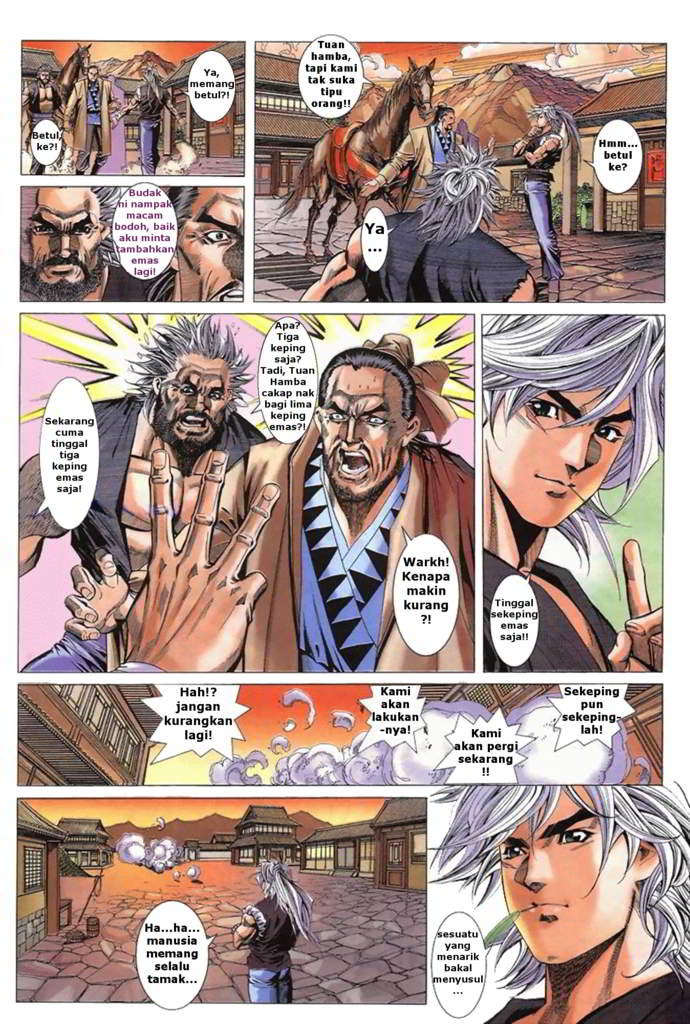 Ya,
memang
betul?!
Betul
ke?!
Tuan
hamba,
tapi kami
tak suka
tipu
orang!!
Hmm...
betul
ke?
Ya
...
Budak
ni nampak
macam
bodoh, baik
aku minta
tambahkan
emas
lagi!
Apa?
Tiga
keping
saja?
Tadi, Tuan
Hamba
cakap nak
bagi lima
keping
emas?!
Sekarang
cuma
tinggal
tiga
keping
emas
saja!
Warkh!
Kenapa
makin
kurang
?!
Tinggal
sekeping
emas
saja!!
Hah!?
jangan
kurangkan
lagi!
Kami
akan
lakukan
-nya!
Kami
akan pergi
sekarang
!!
Sekeping
pun
sekeping-
lah!
Ha...ha...
manusia
memang
selalu
tamak...
sesuatu
yang
menarik
bakal
menyusul
...